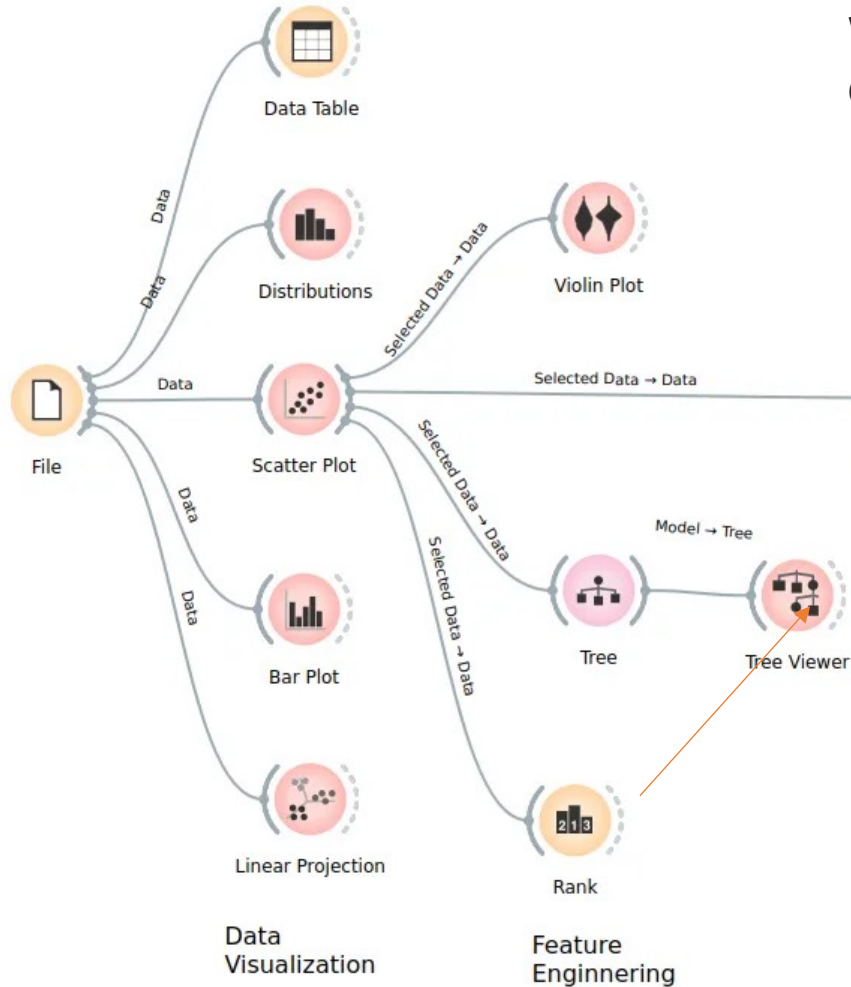 Data Table
Data
Data
Distributions
Selected Data → Data
Violin Plot
Data
Selected Data → Data
File
Scatter Plot
Data
Selected Data → Data
Model → Tree
Data
Selected Data → Data
Bar Plot
Tree
Tree Viewer
213
Linear Projection
Rank
Data
Visualization
Feature
Enginnering